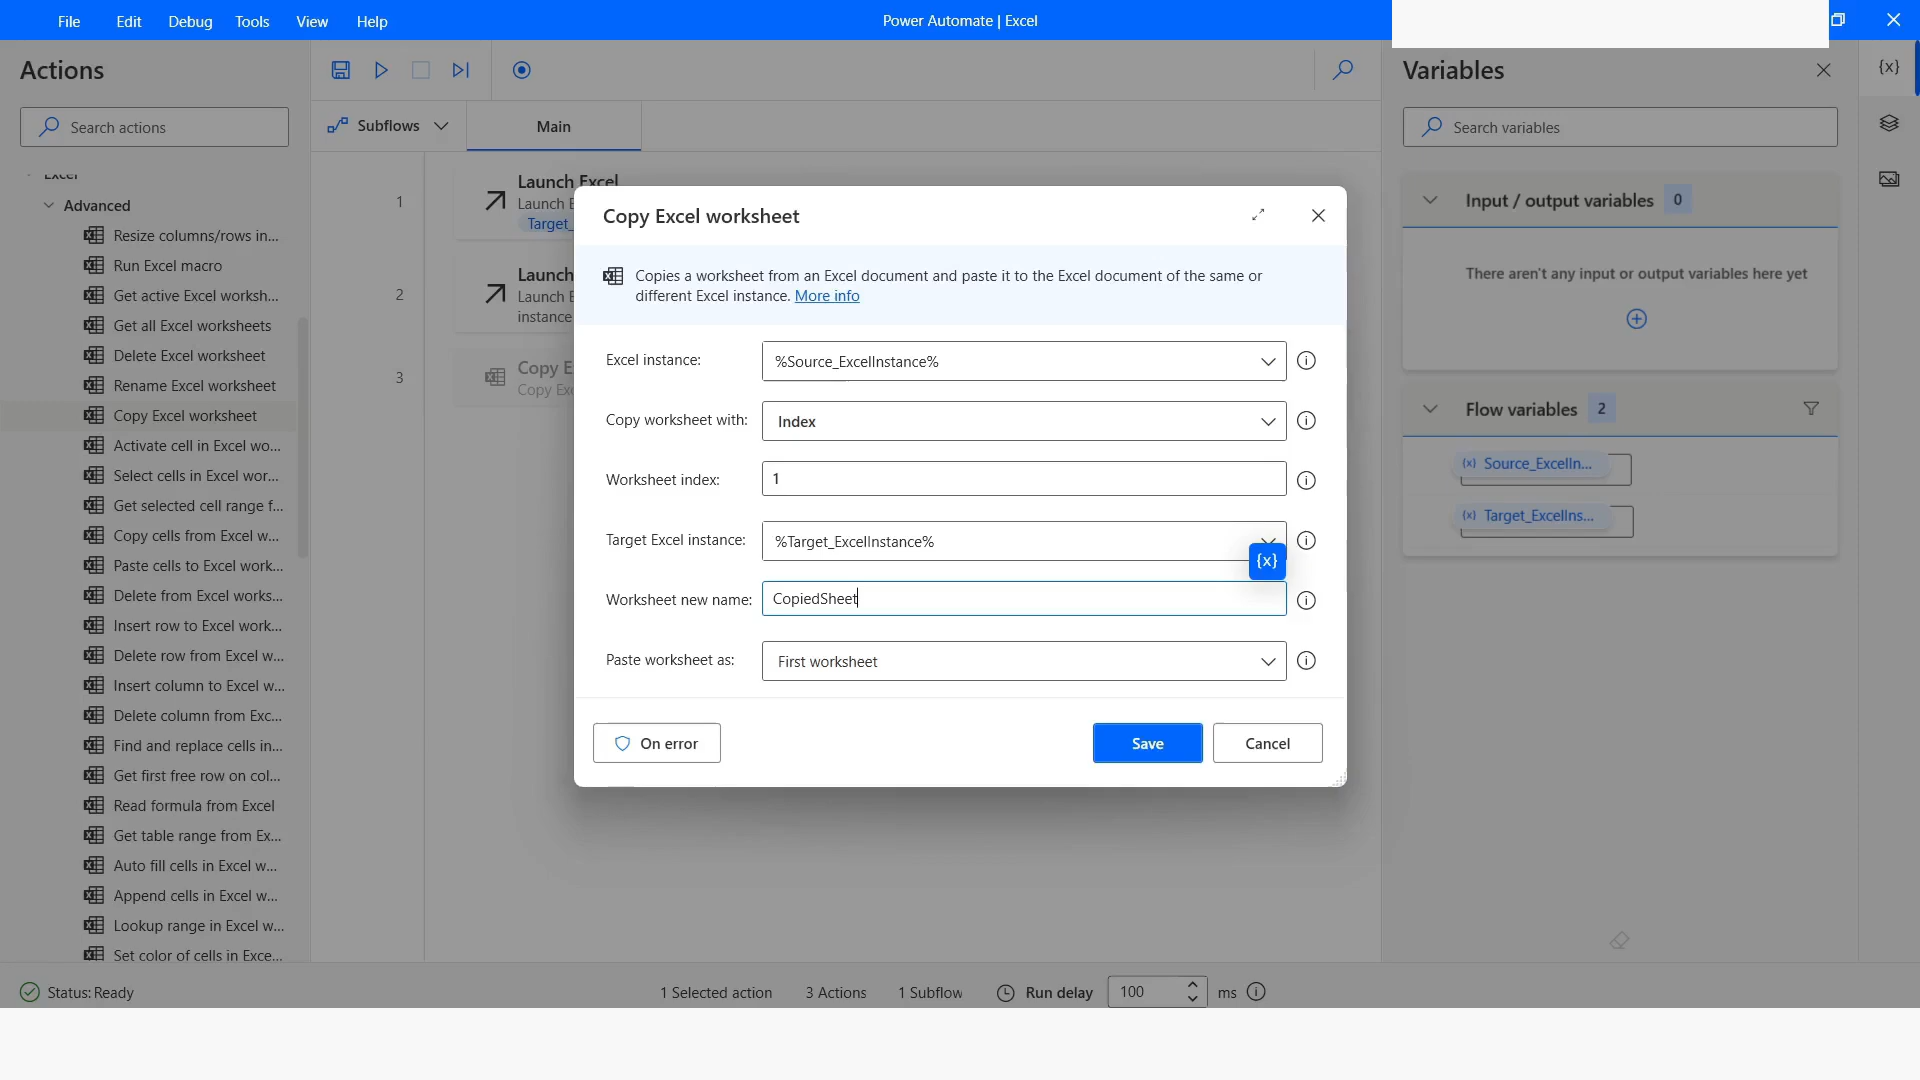 File Edit Debug Tools View Help
Power Automate | Excel
Actions
Search actions
Excel
Advanced
Resize columns/rows in...
Run Excel macro
Get active Excel worksh...
Get all Excel worksheets
Delete Excel worksheet
Rename Excel worksheet
Copy Excel worksheet
Activate cell in Excel wo...
Select cells in Excel wor...
Get selected cell range f...
Copy cells from Excel w...
Paste cells to Excel work...
Delete from Excel works...
Insert row to Excel work...
Delete row from Excel w...
Insert column to Excel w...
Delete column from Exc...
Find and replace cells in...
Get first free row on col...
Read formula from Excel
Get table range from Ex...
Auto fill cells in Excel w...
Append cells in Excel w...
Lookup range in Excel w...
Set color of cells in Exce...
Subflows
Main
1
Launch Excel
Launch E
Target_
2
Launch
Launch E
instance
3
Copy E
Copy Exc
Copy Excel worksheet
Copies a worksheet from an Excel document and paste it to the Excel document of the same or
different Excel instance. More info
Excel instance:
%Source_ExcelInstance%
Copy worksheet with:
Index
Worksheet index:
1
Target Excel instance:
%Target_ExcelInstance%
{x}
Worksheet new name:
CopiedSheet
Paste worksheet as:
First worksheet
On error
Save
Cancel
Variables
{x}
Search variables
Input / output variables 0
There aren't any input or output variables here yet
Flow variables 2
{x} Source_ExcelIn...
{x} Target_ExcelIns...
Status: Ready
1 Selected action
3 Actions
1 Subflow
Run delay
100
ms